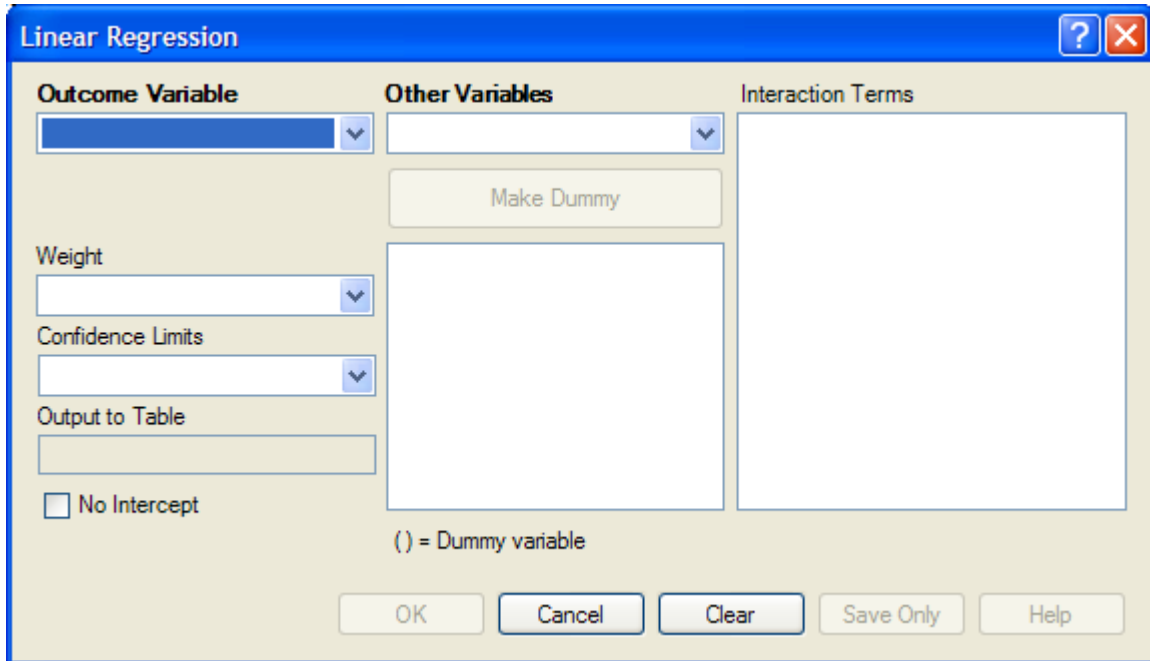 Linear Regression
Outcome Variable
Other Variables
Interaction Terms
Make Dummy
Weight
Confidence Limits
Output to Table
No Intercept
( ) = Dummy variable
OK
Cancel
Clear
Save Only
Help